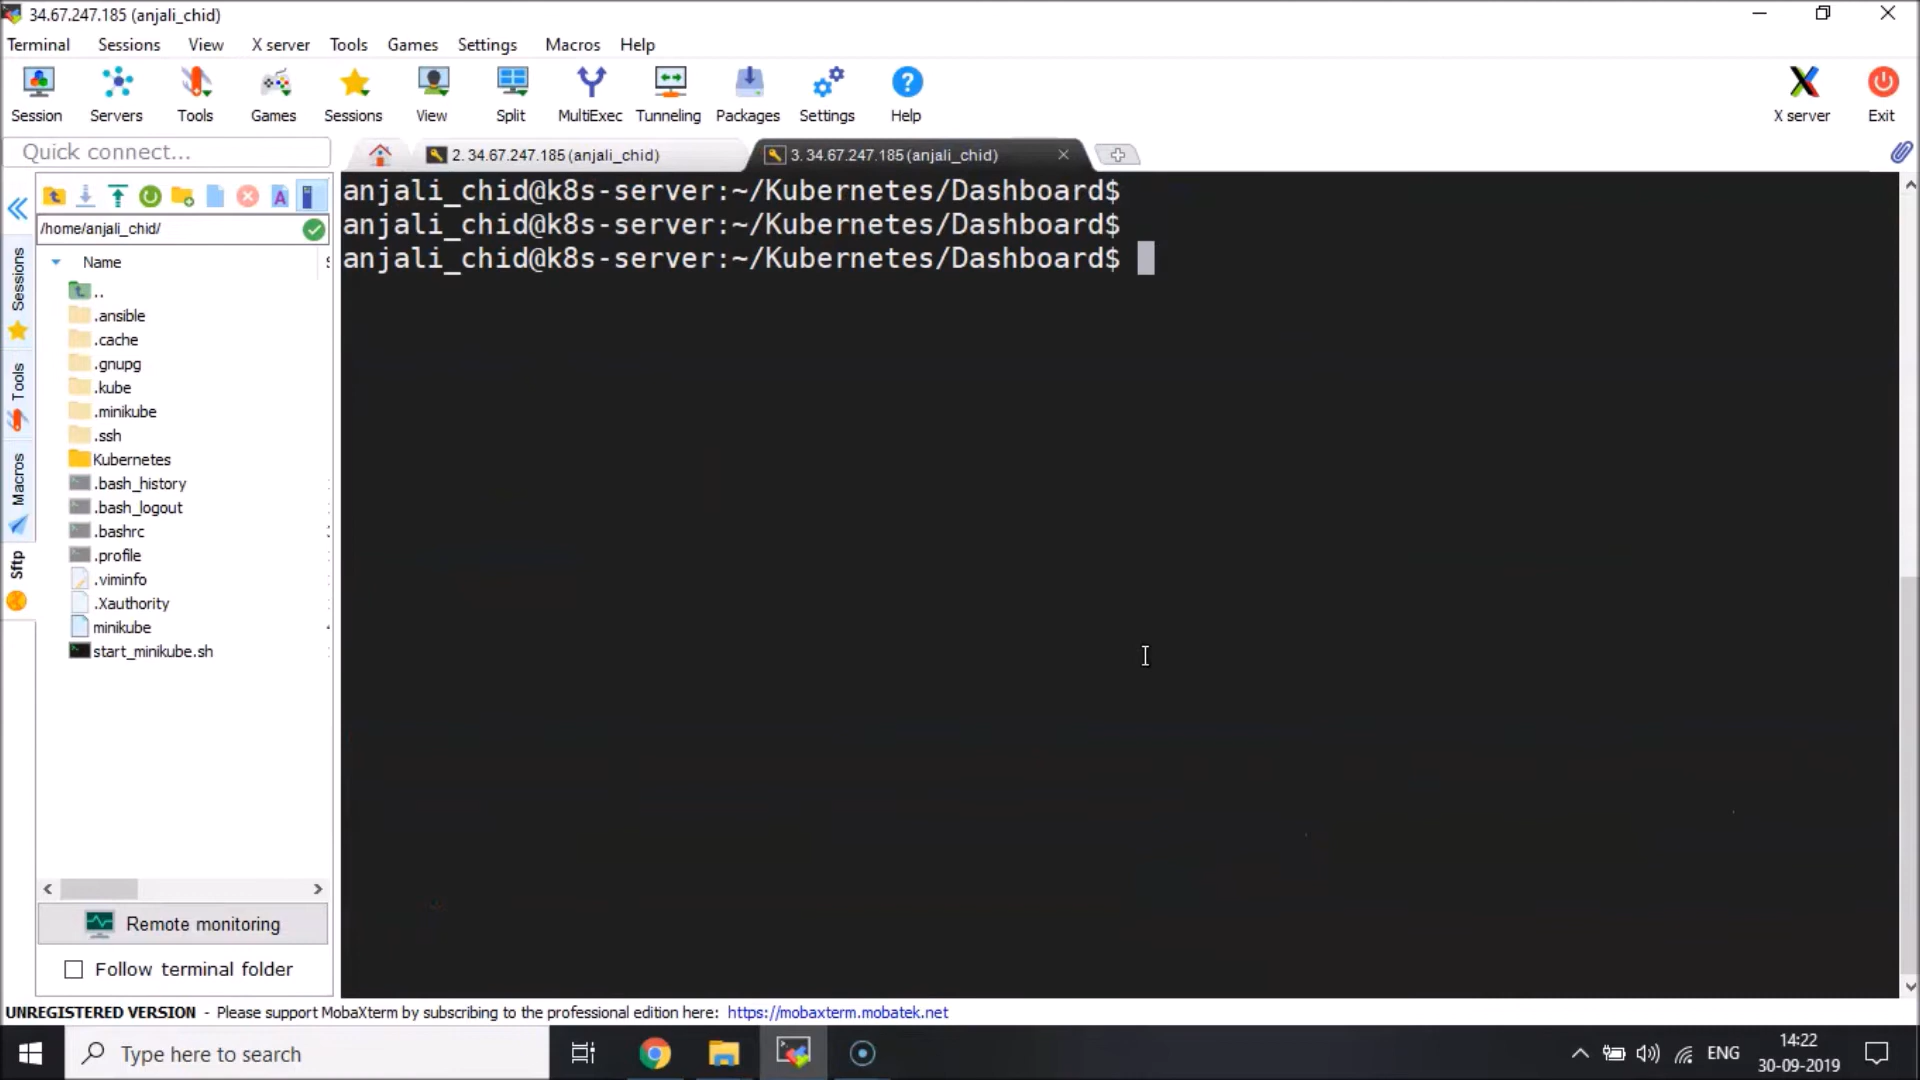 34.67.247.185 (anjali_chid)
Terminal Sessions View X server Tools Games Settings Macros Help
Session Servers Tools Games Sessions View Split MultiExec Tunneling Packages Settings Help X server Exit
Quick connect...
2. 34.67.247.185 (anjali_chid)
3. 34.67.247.185 (anjali_chid)
/home/anjali_chid/
Name
..
.ansible
.cache
.gnupg
.kube
.minikube
.ssh
Kubernetes
.bash_history
.bash_logout
.bashrc
.profile
.viminfo
.Xauthority
minikube
start_minikube.sh
Sessions
Tools
Macros
Sftp
anjali_chid@k8s-server:~/Kubernetes/Dashboard$
anjali_chid@k8s-server:~/Kubernetes/Dashboard$
anjali_chid@k8s-server:~/Kubernetes/Dashboard$
Remote monitoring
Follow terminal folder
UNREGISTERED VERSION - Please support MobaXterm by subscribing to the professional edition here: https://mobaxterm.mobatek.net
Type here to search
ENG
14:22
30-09-2019